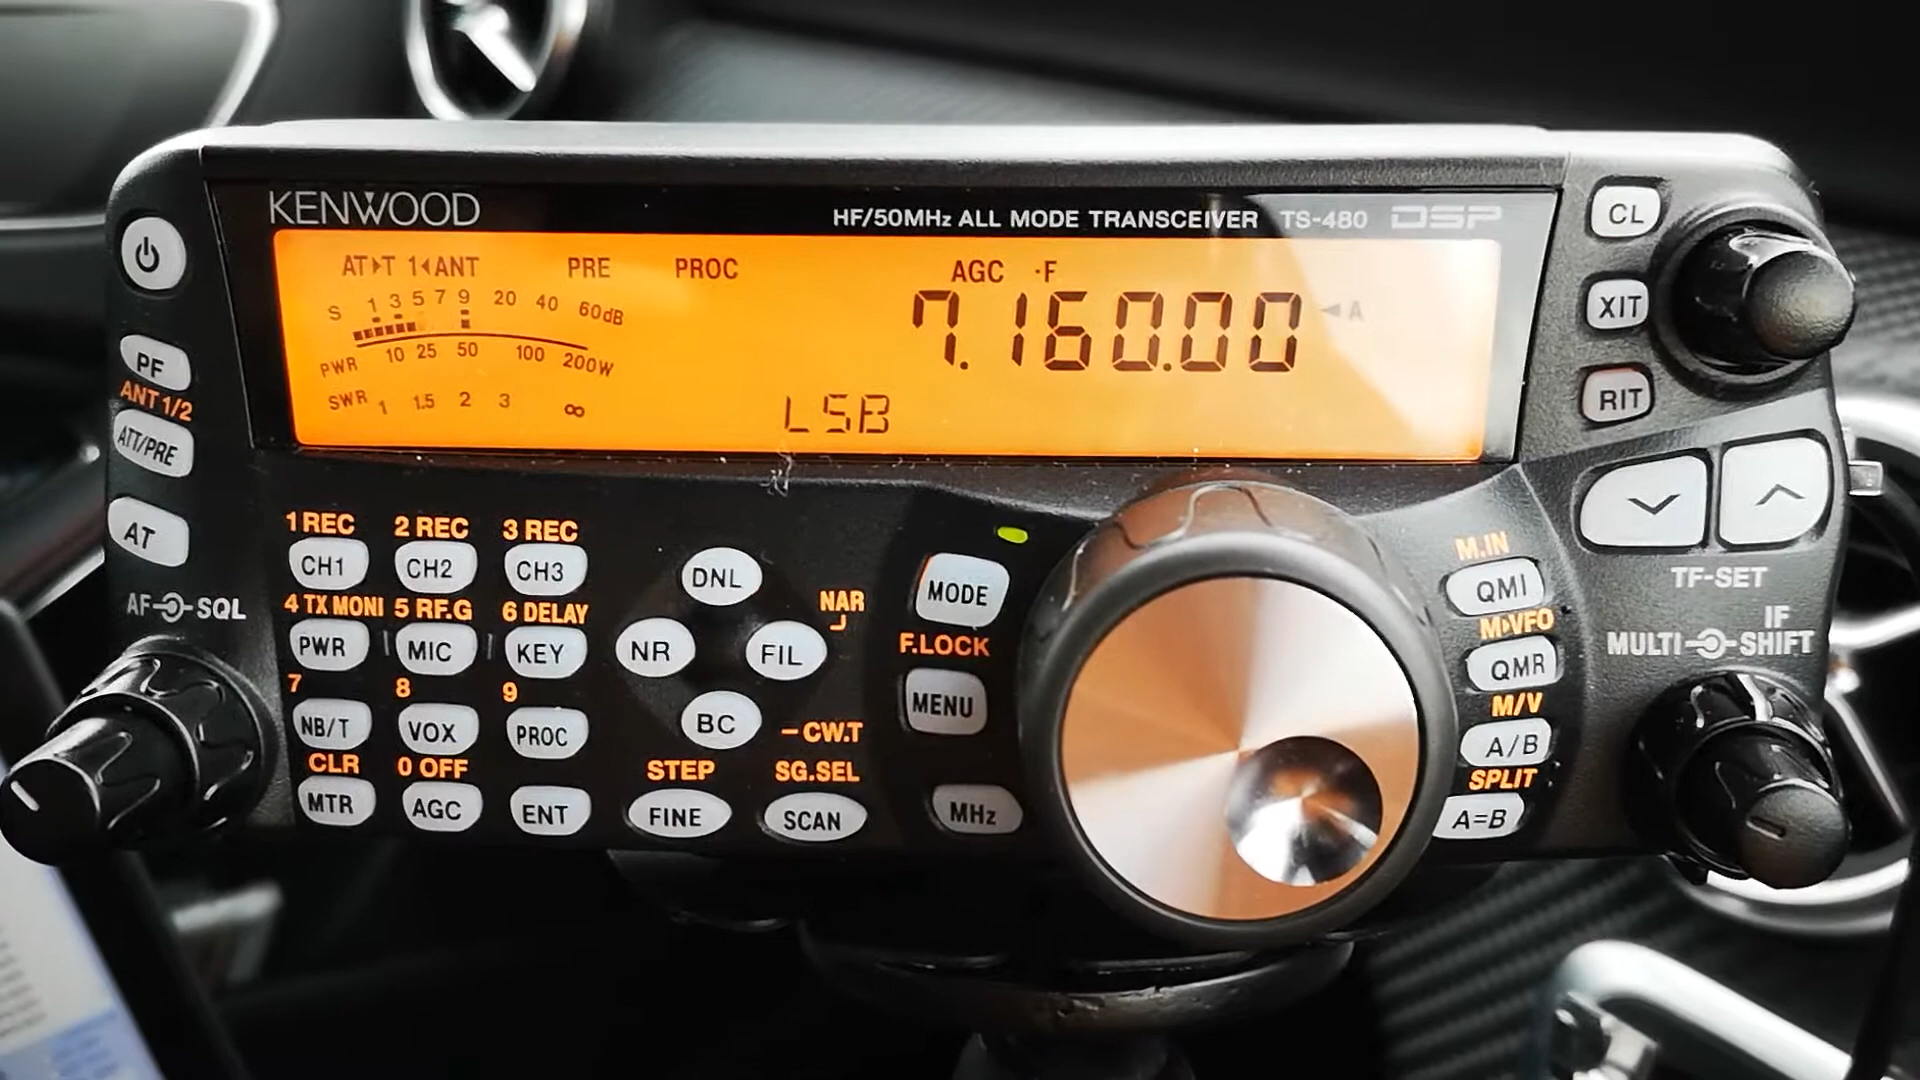 KENWOOD
HF/50MHz ALL MODE TRANSCEIVER TS-480 DSP
AT▸T 1◂ANT PRE PROC AGC ·F
S 1 3 5 7 9 20 40 60dB
7.160.00 ◄A
PWR 10 25 50 100 200W
SWR 1 1.5 2 3 ∞
LSB
CL
XIT
RIT
PF
ANT 1/2
ATT/PRE
AT
AF SQL
1 REC 2 REC 3 REC
CH1 CH2 CH3
4 TX MONI 5 RF.G 6 DELAY
PWR MIC KEY
7 8 9
NB/T VOX PROC
CLR 0 OFF
MTR AGC ENT
DNL
NAR
NR FIL
BC
-CW.T
STEP SG.SEL
FINE SCAN
MODE
F.LOCK
MENU
MHz
M.IN
QMI
M▸VFO
QMR
M/V
A/B
SPLIT
A=B
TF-SET
IF
MULTI SHIFT